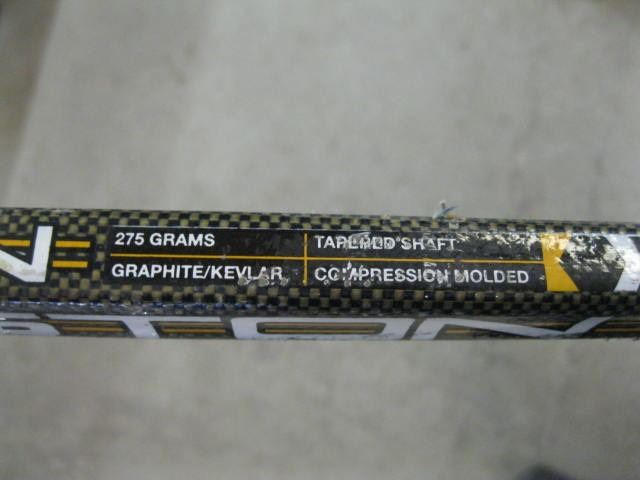 275 GRAMS
TAPERED SHAFT
GRAPHITE/KEVLAR
COMPRESSION MOLDED